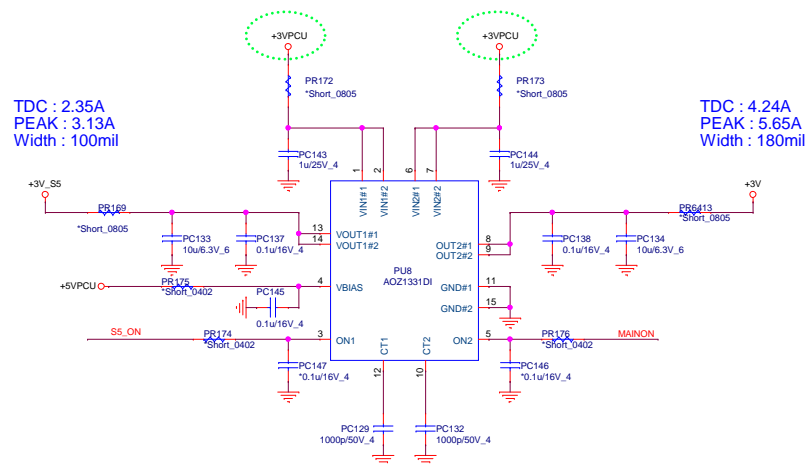 +3VPCU
+3VPCU
PR172
*Short_0805
PR173
*Short_0805
TDC : 2.35A
PEAK : 3.13A
Width : 100mil
TDC : 4.24A
PEAK : 5.65A
Width : 180mil
PC143
1u/25V_4
PC144
1u/25V_4
1
2
6
7
VIN1#1
VIN1#2
VIN2#1
VIN2#2
+3V_S5
+3V
PR169
*Short_0805
PR6413
*Short_0805
PC133
10u/6.3V_6
PC137
0.1u/16V_4
13
14
VOUT1#1
VOUT1#2
OUT2#1
OUT2#2
8
9
PC138
0.1u/16V_4
PC134
10u/6.3V_6
PU8
AOZ1331DI
+5VPCU
PR175
*Short_0402
PC145
0.1u/16V_4
4
VBIAS
GND#1
11
GND#2
15
S5_ON
PR174
*Short_0402
3
ON1
CT1
CT2
ON2
5
PR176
*Short_0402
MAINON
PC147
*0.1u/16V_4
12
10
PC146
*0.1u/16V_4
PC129
1000p/50V_4
PC132
1000p/50V_4